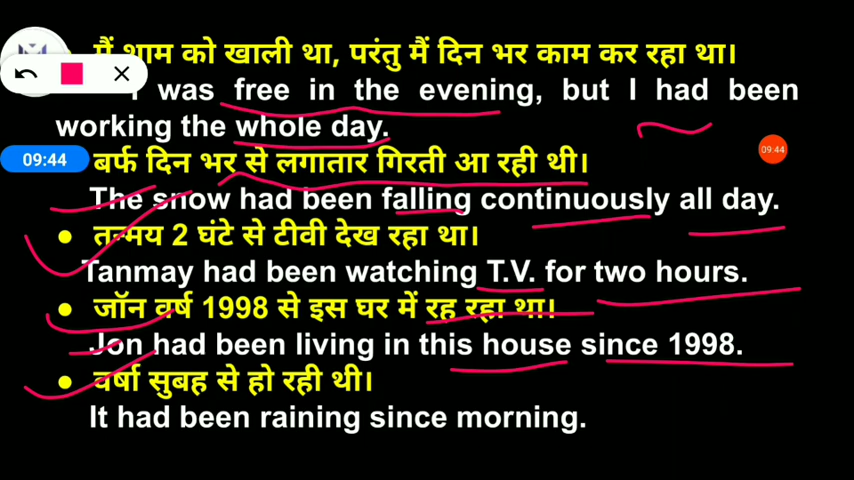 मैं शाम को खाली था, परंतु मैं दिन भर काम कर रहा था।
I was free in the evening, but I had been
working the whole day.
09:44
09:44
बर्फ दिन भर से लगातार गिरती आ रही थी।
The snow had been falling continuously all day.
तन्मय 2 घंटे से टीवी देख रहा था।
Tanmay had been watching T.V. for two hours.
जॉन वर्ष 1998 से इस घर में रह रहा था।
Jon had been living in this house since 1998.
वर्षा सुबह से हो रही थी।
It had been raining since morning.